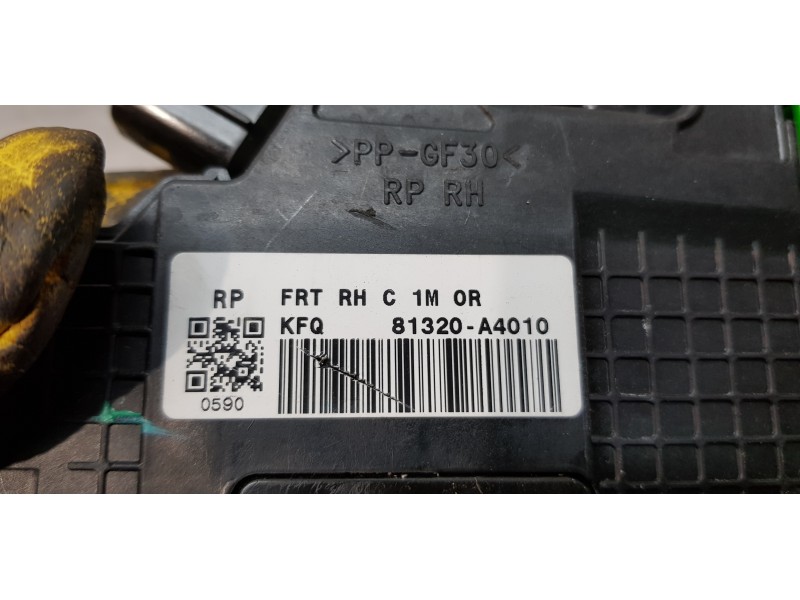 >PP-GF30<
RP RH
RP FRT RH C 1M OR
KFQ 81320-A4010
0590